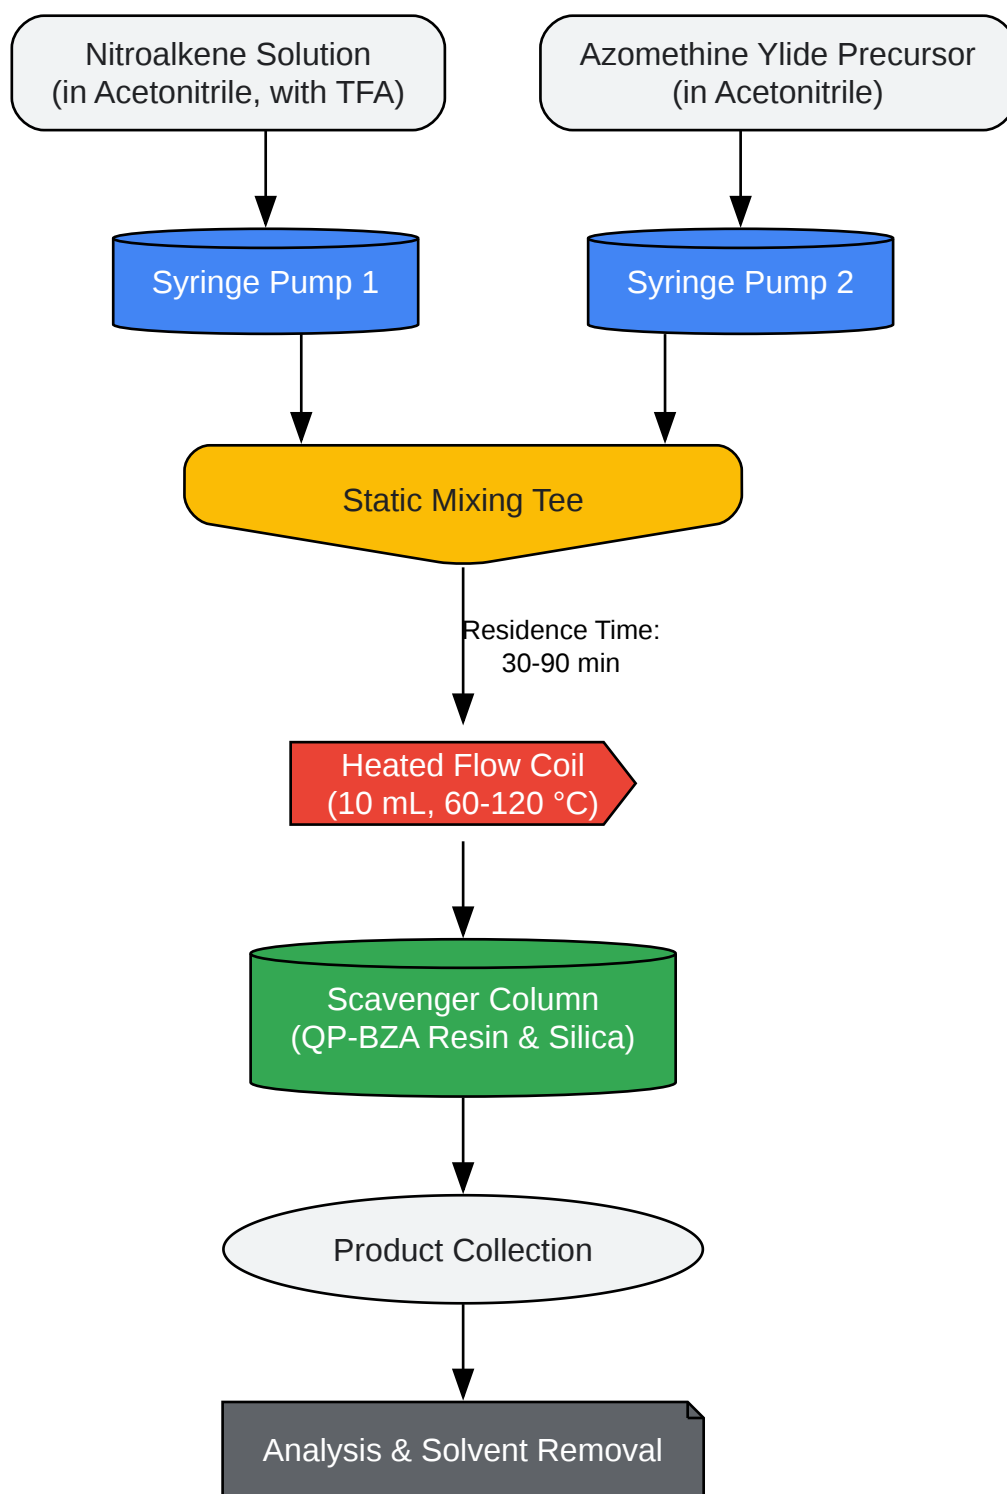 Nitroalkene Solution
(in Acetonitrile, with TFA)
Azomethine Ylide Precursor
(in Acetonitrile)
Syringe Pump 1
Syringe Pump 2
Static Mixing Tee
Residence Time:
30-90 min
Heated Flow Coil
(10 mL, 60-120 °C)
Scavenger Column
(QP-BZA Resin & Silica)
Product Collection
Analysis & Solvent Removal